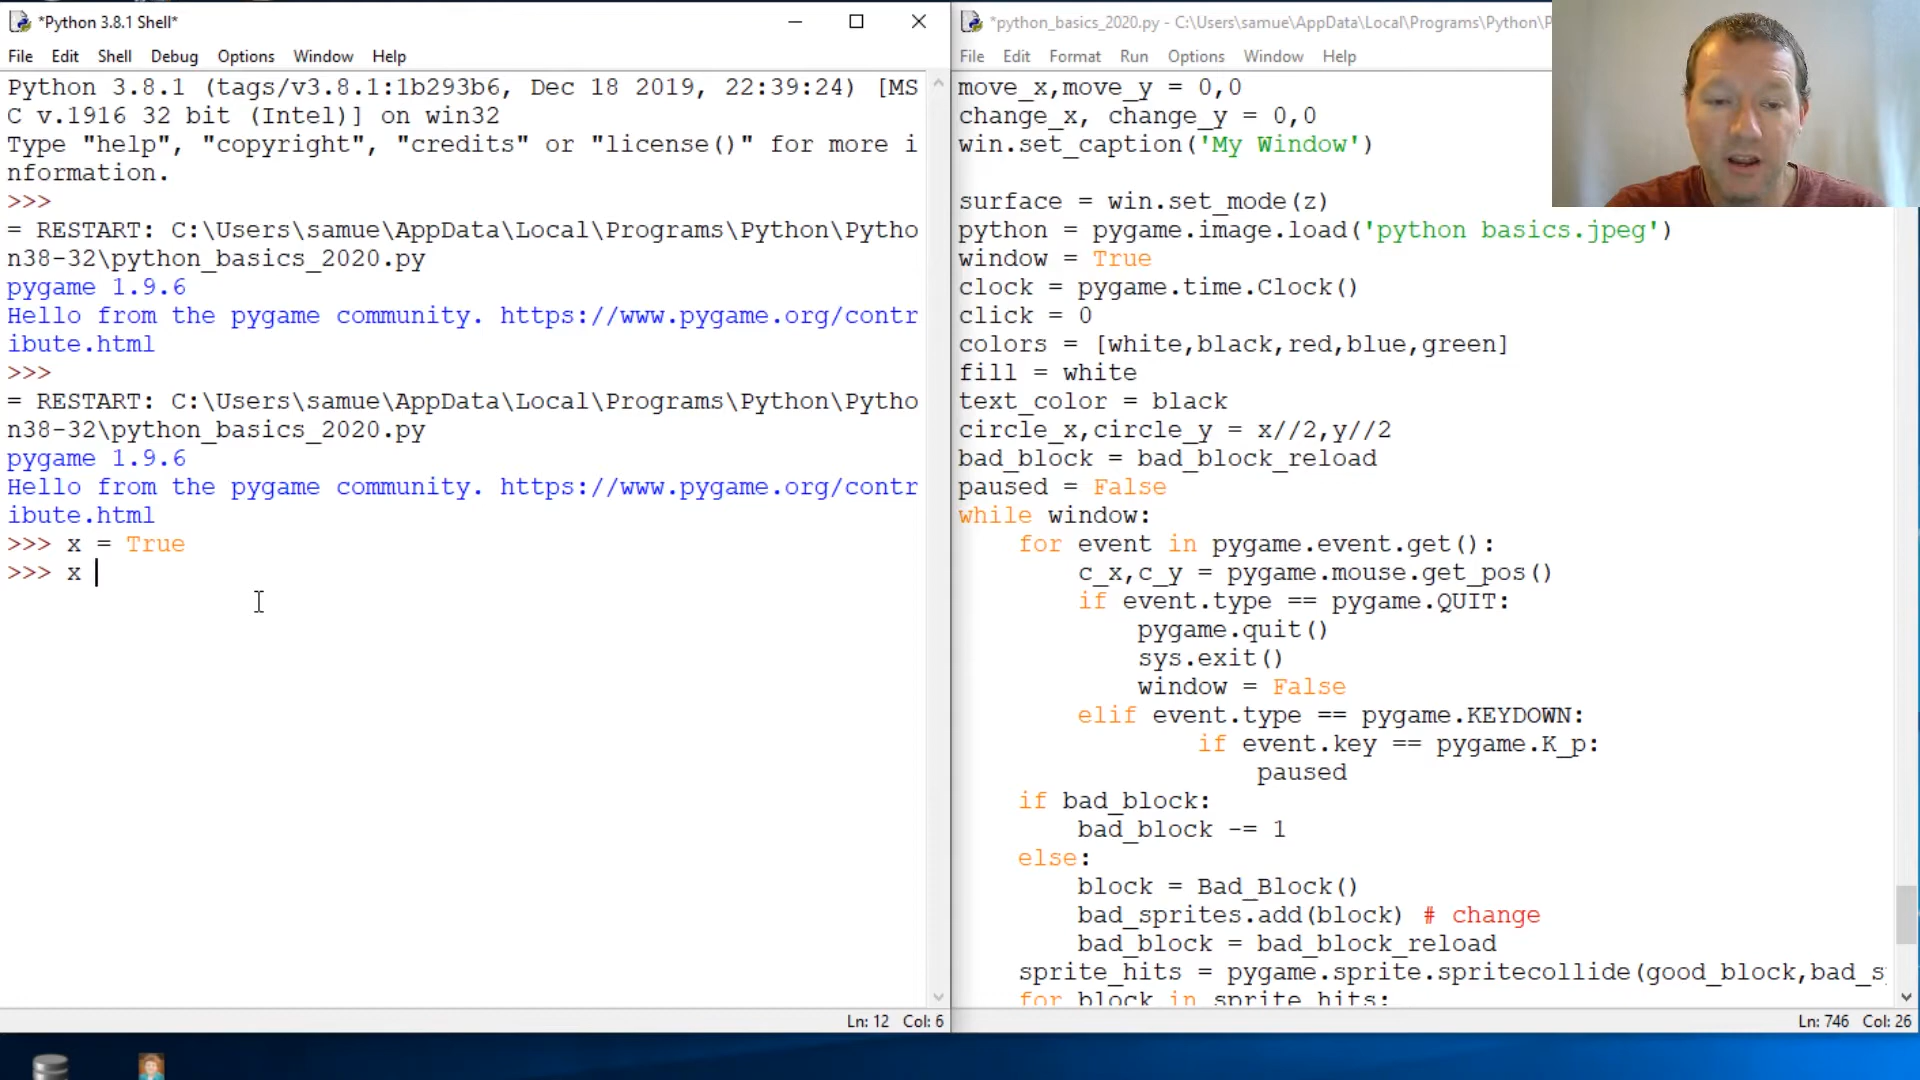 *Python 3.8.1 Shell*
File Edit Shell Debug Options Window Help
Python 3.8.1 (tags/v3.8.1:1b293b6, Dec 18 2019, 22:39:24) [MS
C v.1916 32 bit (Intel)] on win32
Type "help", "copyright", "credits" or "license()" for more i
nformation.
>>>
= RESTART: C:\Users\samue\AppData\Local\Programs\Python\Pytho
n38-32\python_basics_2020.py
pygame 1.9.6
Hello from the pygame community. https://www.pygame.org/contr
ibute.html
>>>
= RESTART: C:\Users\samue\AppData\Local\Programs\Python\Pytho
n38-32\python_basics_2020.py
pygame 1.9.6
Hello from the pygame community. https://www.pygame.org/contr
ibute.html
>>> x = True
>>> x
Ln: 12 Col: 6
*python_basics_2020.py - C:\Users\samue\AppData\Local\Programs\Python\P
File Edit Format Run Options Window Help
move_x,move_y = 0,0
change_x, change_y = 0,0
win.set_caption('My Window')
surface = win.set_mode(z)
python = pygame.image.load('python basics.jpeg')
window = True
clock = pygame.time.Clock()
click = 0
colors = [white,black,red,blue,green]
fill = white
text_color = black
circle_x,circle_y = x//2,y//2
bad_block = bad_block_reload
paused = False
while window:
for event in pygame.event.get():
c_x,c_y = pygame.mouse.get_pos()
if event.type == pygame.QUIT:
pygame.quit()
sys.exit()
window = False
elif event.type == pygame.KEYDOWN:
if event.key == pygame.K_p:
paused
if bad_block:
bad_block -= 1
else:
block = Bad_Block()
bad_sprites.add(block) # change
bad_block = bad_block_reload
sprite_hits = pygame.sprite.spritecollide(good_block,bad_s
for block in sprite_hits:
Ln: 746 Col: 26